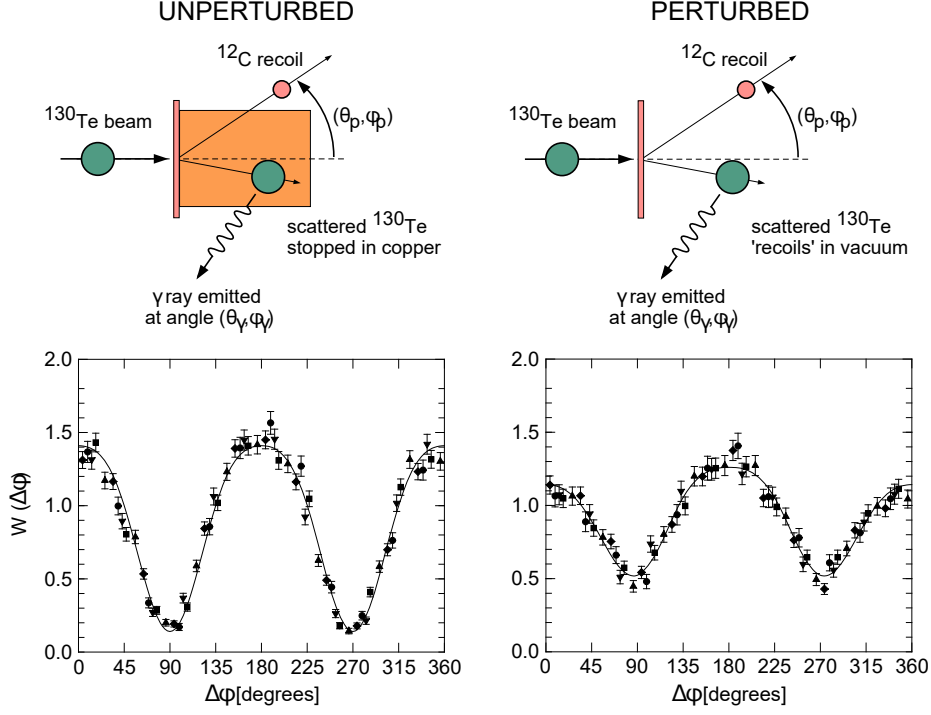 UNPERTURBED
¹²C recoil
¹³⁰Te beam
(θp,φp)
scattered ¹³⁰Te
stopped in copper
γ ray emitted
at angle (θγ,φγ)
2.0
1.5
1.0
0.5
0.0
W (Δφ)
0 45 90 135 180 225 270 315 360
Δφ[degrees]
PERTURBED
¹²C recoil
¹³⁰Te beam
(θp,φp)
scattered ¹³⁰Te
'recoils' in vacuum
γ ray emitted
at angle (θγ,φγ)
2.0
1.5
1.0
0.5
0.0
0 45 90 135 180 225 270 315 360
Δφ[degrees]